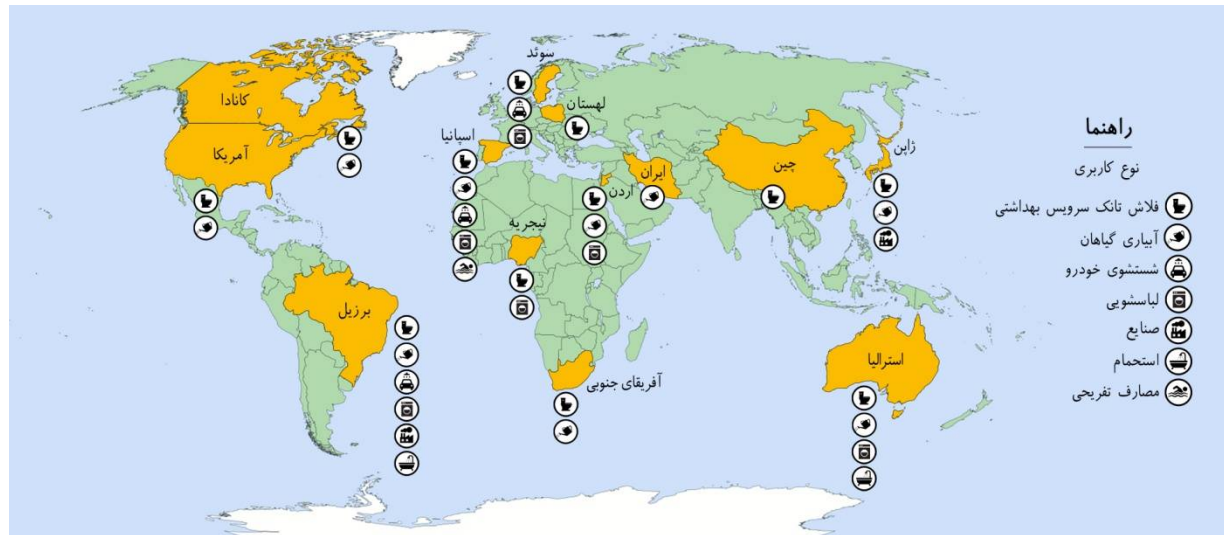 سوئد
کانادا
لهستان
آمریکا
اسپانیا
ژاپن
چین
ایران
اردن
نیجریه
برزیل
استرالیا
آفریقای جنوبی
راهنما
نوع کاربری
فلاش تانک سرویس بهداشتی
آبیاری گیاهان
شستشوی خودرو
لباسشویی
صنایع
استحمام
مصارف تفریحی